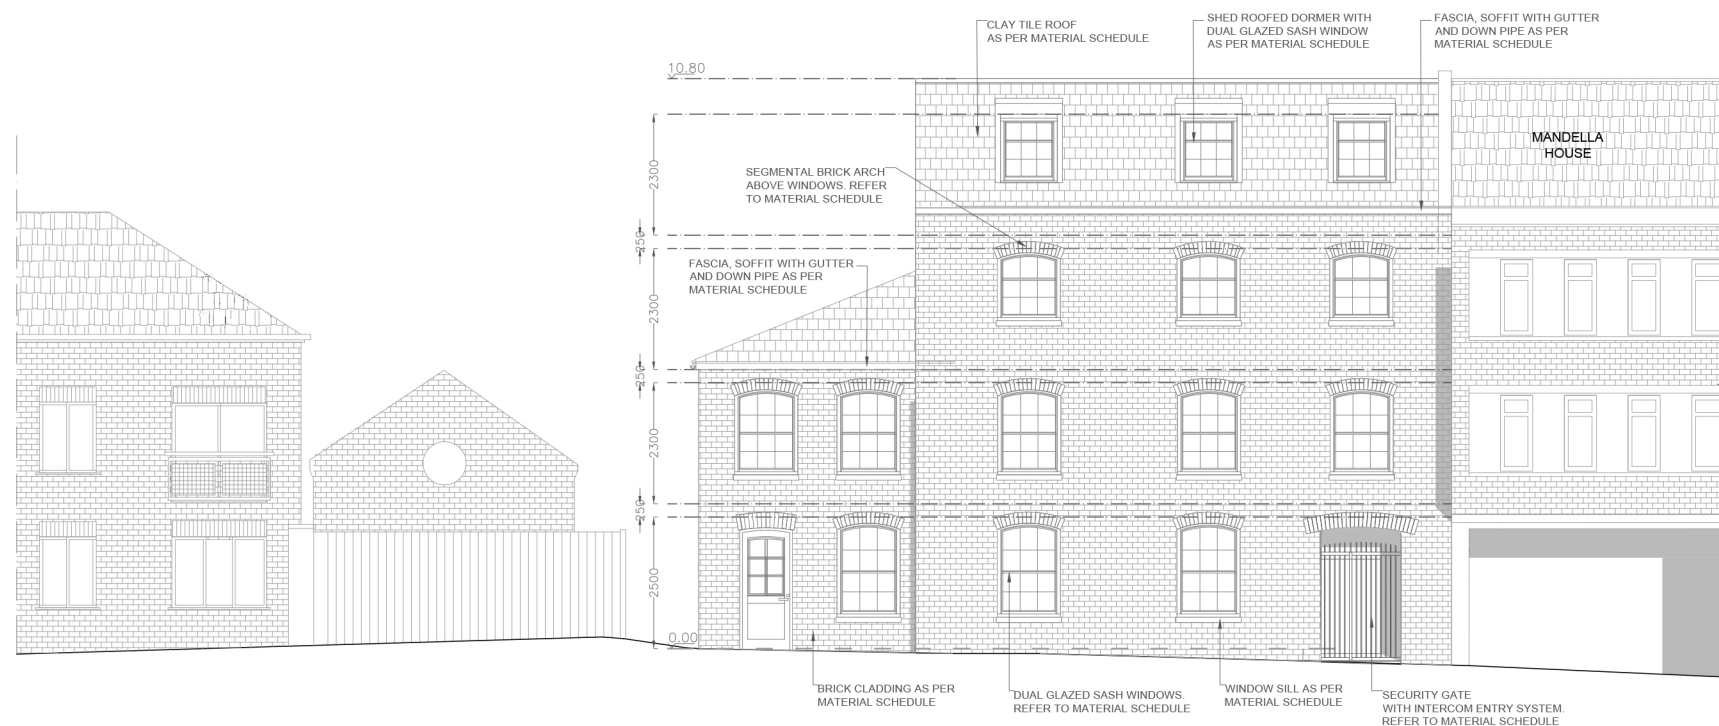 CLAY TILE ROOF
AS PER MATERIAL SCHEDULE
SHED ROOFED DORMER WITH
DUAL GLAZED SASH WINDOW
AS PER MATERIAL SCHEDULE
FASCIA, SOFFIT WITH GUTTER
AND DOWN PIPE AS PER
MATERIAL SCHEDULE
10.80
MANDELLA
HOUSE
2300
SEGMENTAL BRICK ARCH
ABOVE WINDOWS. REFER
TO MATERIAL SCHEDULE
250
FASCIA, SOFFIT WITH GUTTER
AND DOWN PIPE AS PER
MATERIAL SCHEDULE
2300
250
2300
250
2500
0.00
BRICK CLADDING AS PER
MATERIAL SCHEDULE
DUAL GLAZED SASH WINDOWS.
REFER TO MATERIAL SCHEDULE
WINDOW SILL AS PER
MATERIAL SCHEDULE
SECURITY GATE
WITH INTERCOM ENTRY SYSTEM.
REFER TO MATERIAL SCHEDULE